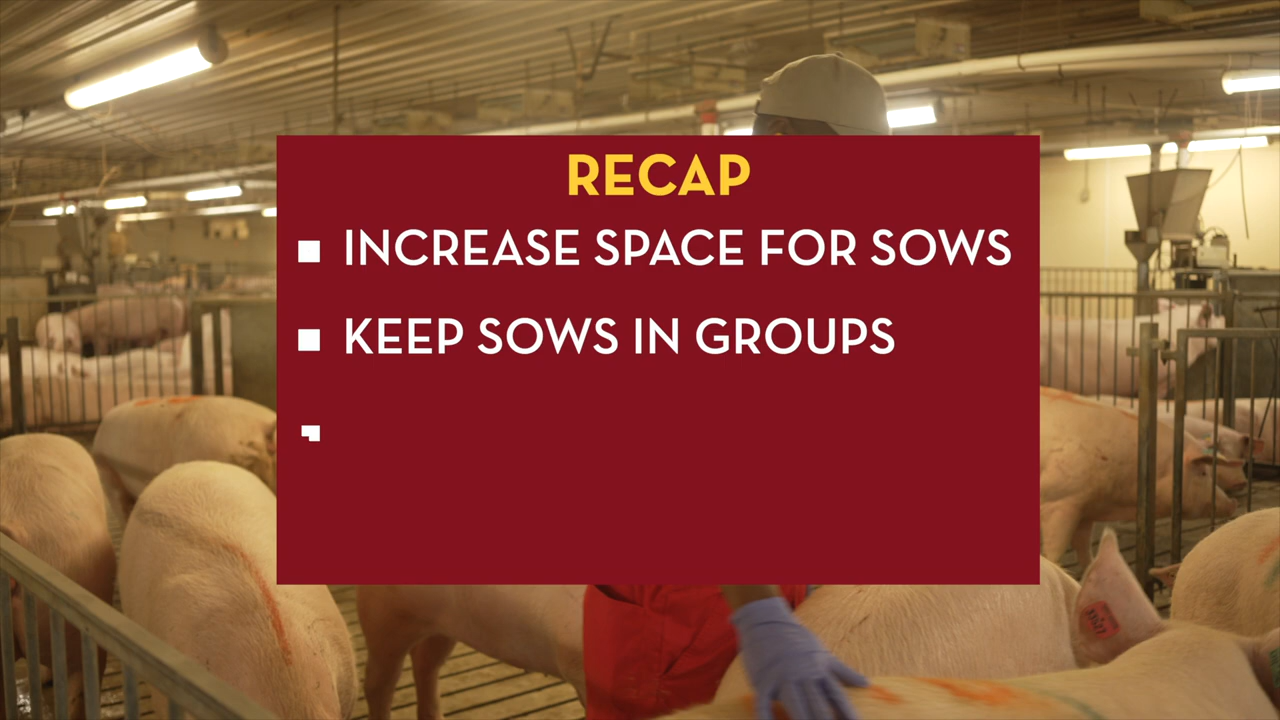 RECAP
■ INCREASE SPACE FOR SOWS
■ KEEP SOWS IN GROUPS